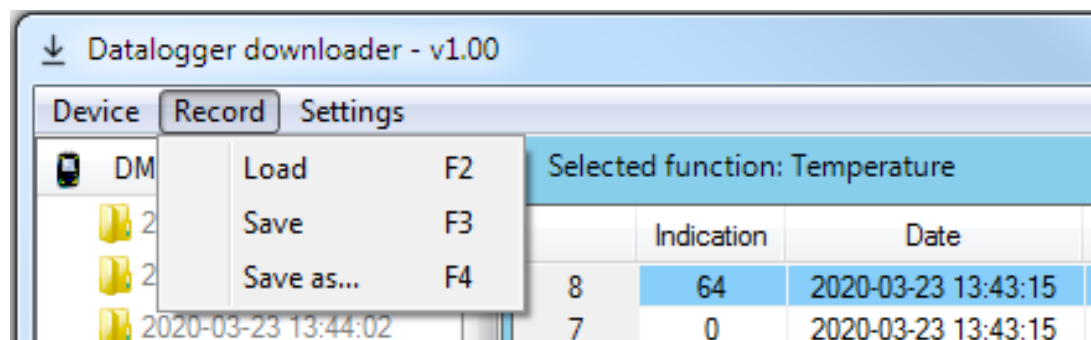 Datalogger downloader - v1.00
Device Record Settings
DM
Load F2
Save F3
Save as... F4
2
2
2020-03-23 13:44:02
Selected function: Temperature
Indication Date
8 64 2020-03-23 13:43:15
7 0 2020-03-23 13:43:15